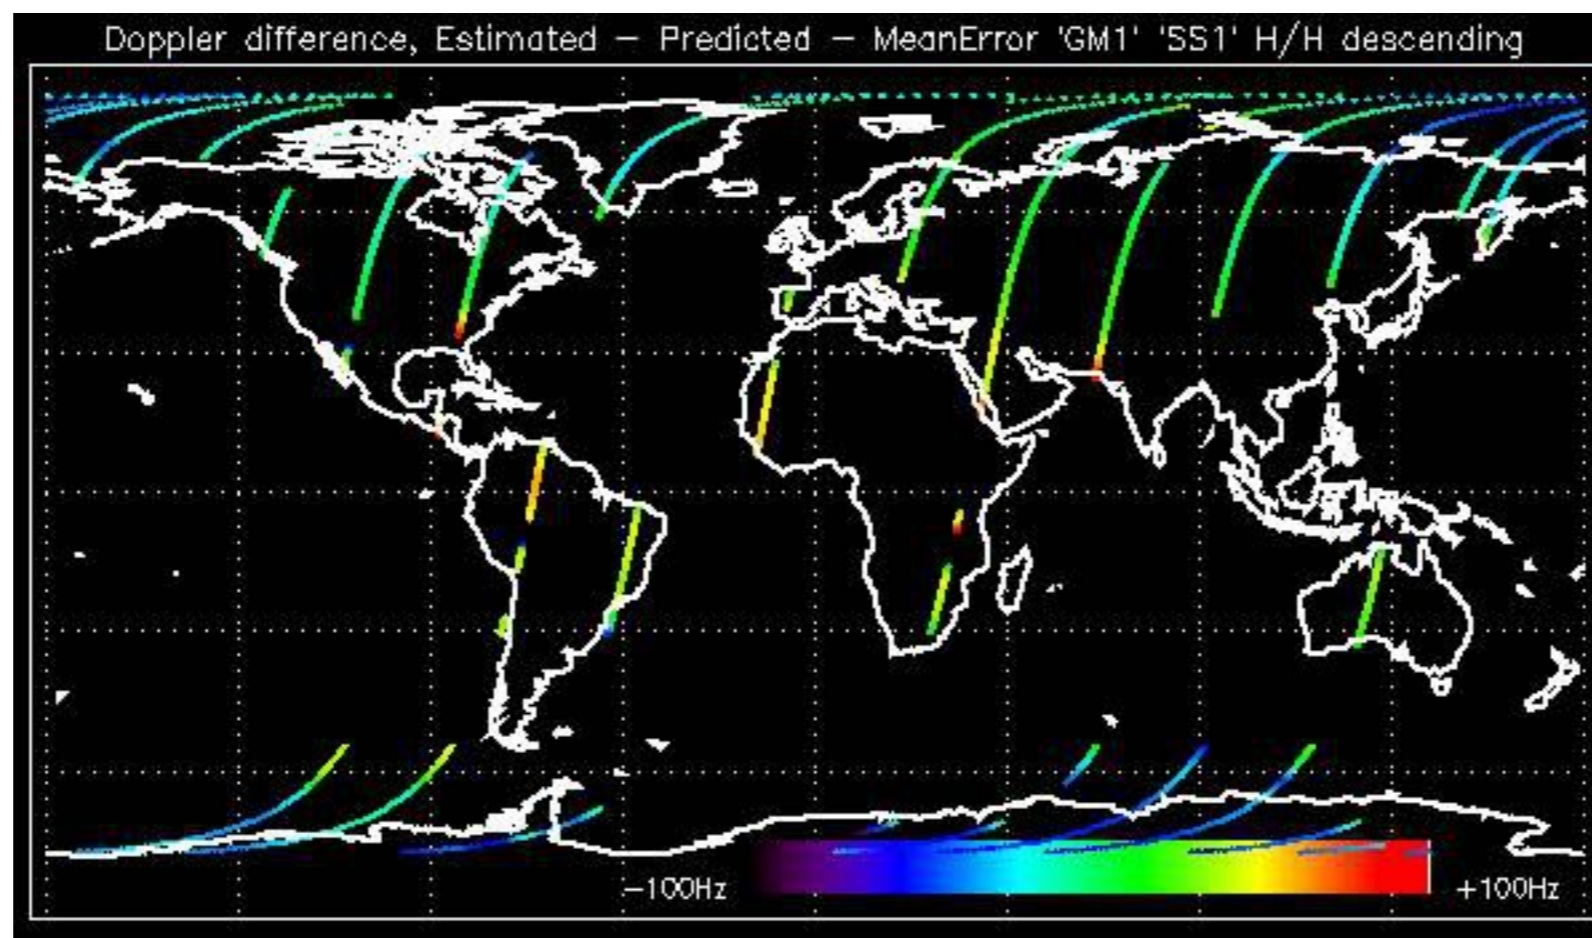 Doppler difference, Estimated – Predicted – MeanError 'GM1' 'SS1' H/H descending
–100Hz
+100Hz